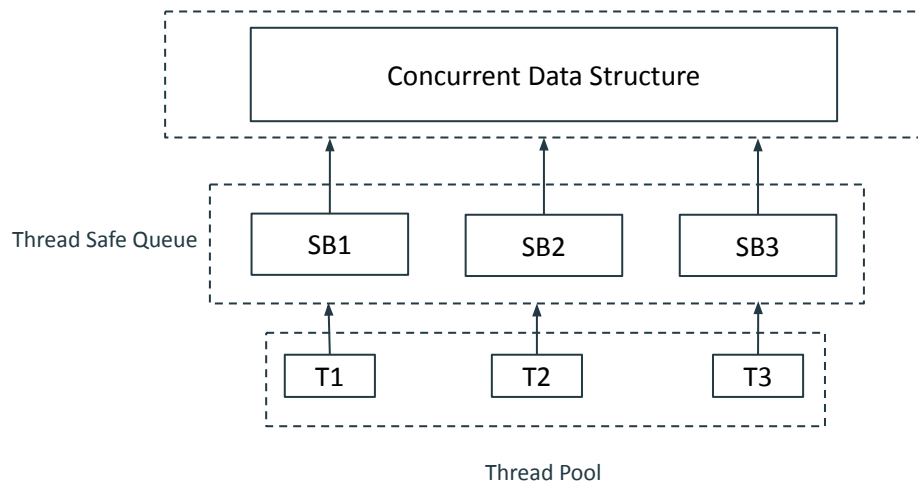 Concurrent Data Structure
Thread Safe Queue
SB1
SB2
SB3
T1
T2
T3
Thread Pool